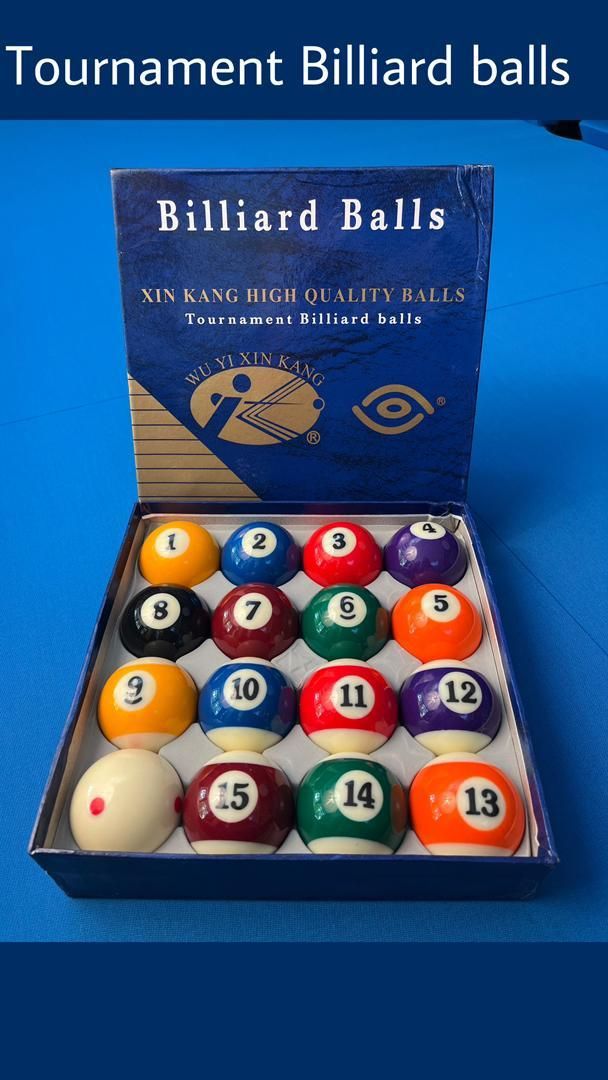 Tournament Billiard balls
Billiard Balls
XIN KANG HIGH QUALITY BALLS
Tournament Billiard balls
WU YI XIN KANG
®
®
1 2 3 4
8 7 6 5
9 10 11 12
15 14 13